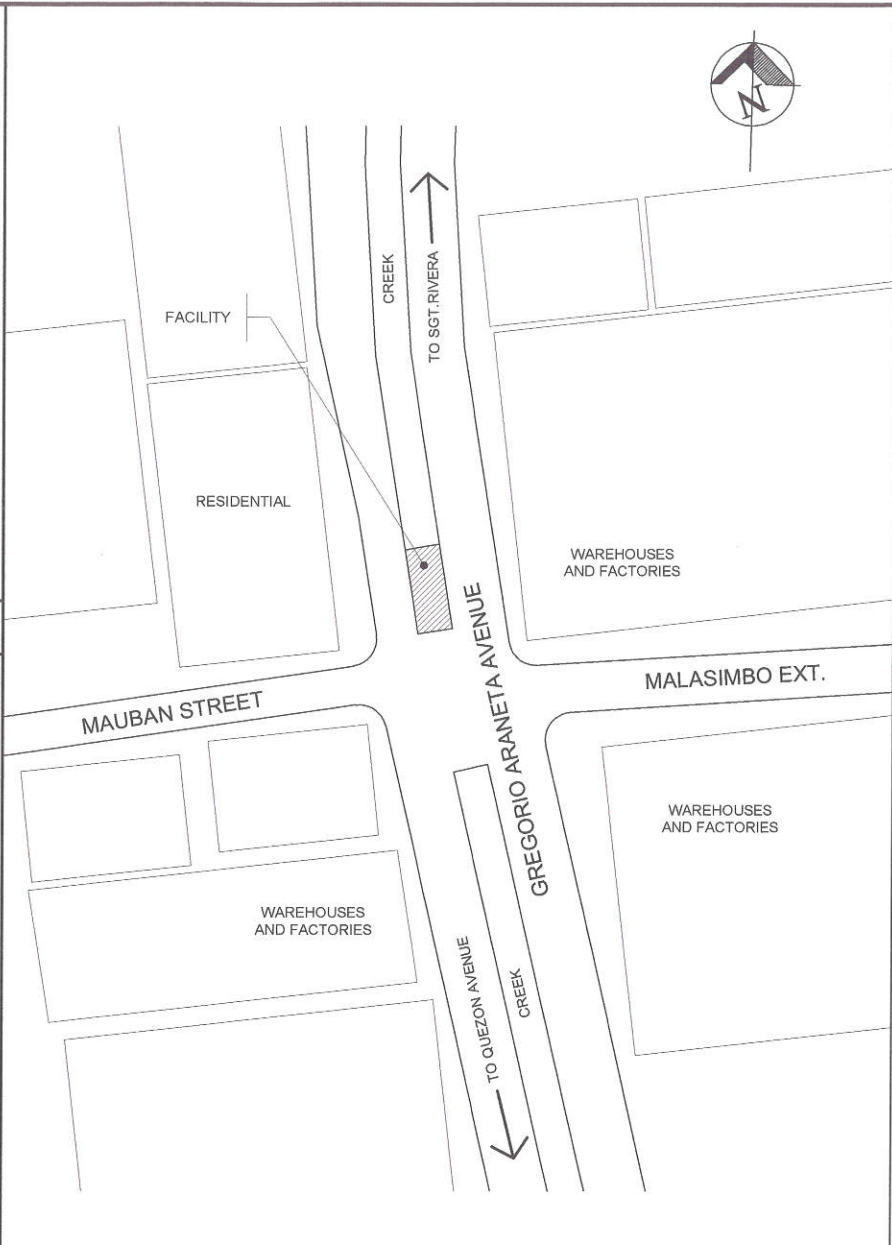 N
CREEK
TO SGT.RIVERA
FACILITY
RESIDENTIAL
WAREHOUSES
AND FACTORIES
GREGORIO ARANETA AVENUE
MALASIMBO EXT.
MAUBAN STREET
WAREHOUSES
AND FACTORIES
WAREHOUSES
AND FACTORIES
TO QUEZON AVENUE
CREEK